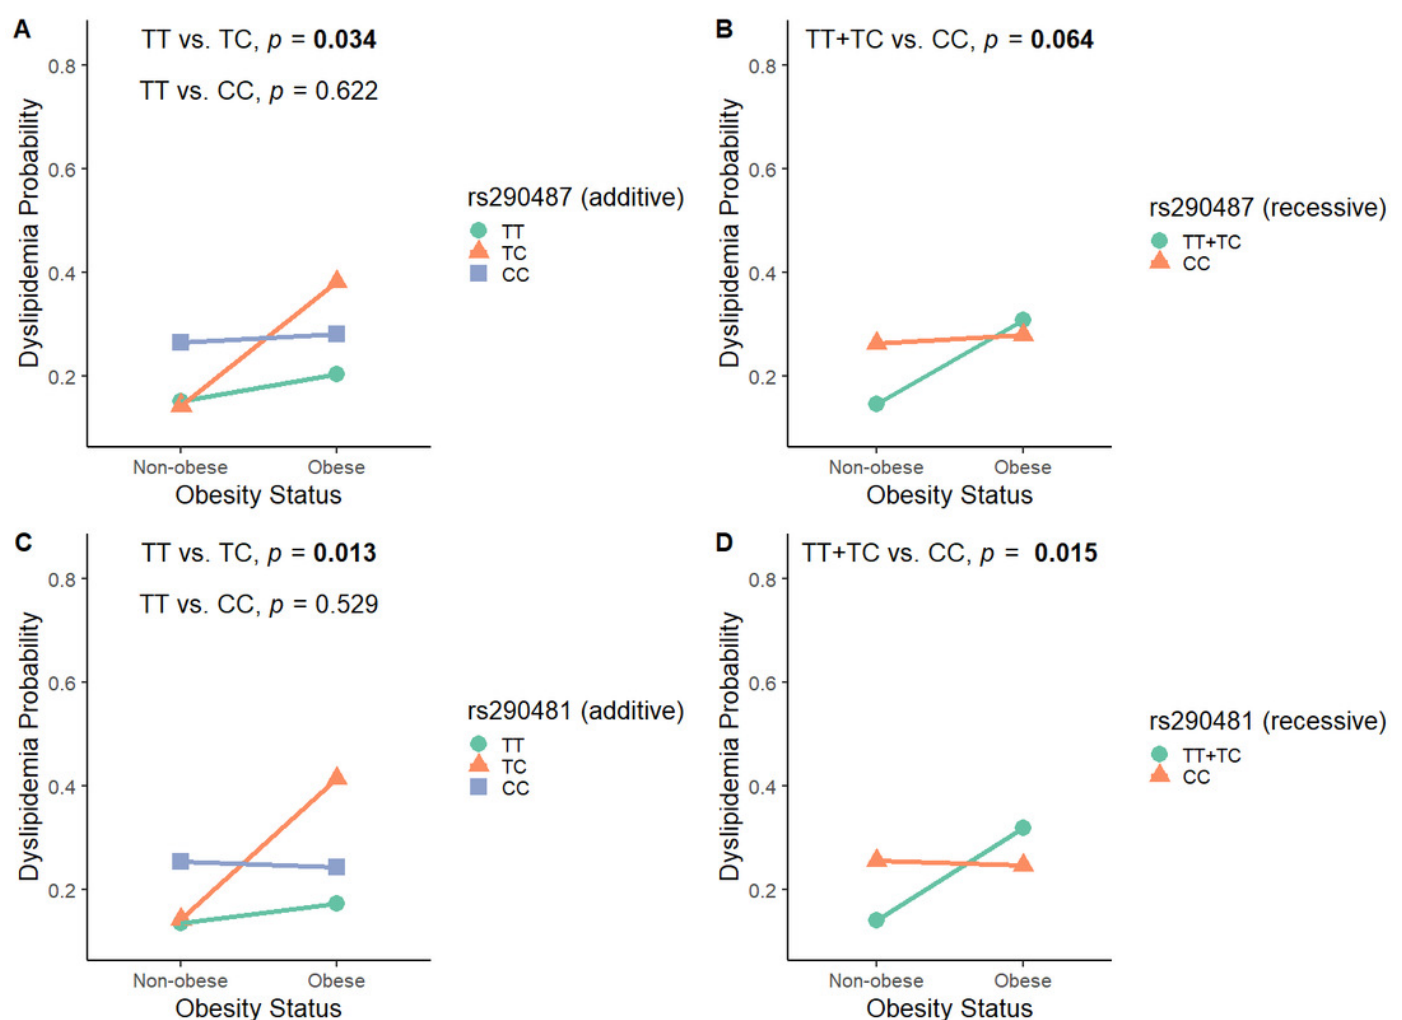 A
TT vs. TC, p = 0.034
TT vs. CC, p = 0.622
Dyslipidemia Probability
0.8
0.6
0.4
0.2
Non-obese Obese
Obesity Status
rs290487 (additive)
TT
TC
CC
B
TT+TC vs. CC, p = 0.064
Dyslipidemia Probability
0.8
0.6
0.4
0.2
Non-obese Obese
Obesity Status
rs290487 (recessive)
TT+TC
CC
C
TT vs. TC, p = 0.013
TT vs. CC, p = 0.529
Dyslipidemia Probability
0.8
0.6
0.4
0.2
Non-obese Obese
Obesity Status
rs290481 (additive)
TT
TC
CC
D
TT+TC vs. CC, p = 0.015
Dyslipidemia Probability
0.8
0.6
0.4
0.2
Non-obese Obese
Obesity Status
rs290481 (recessive)
TT+TC
CC